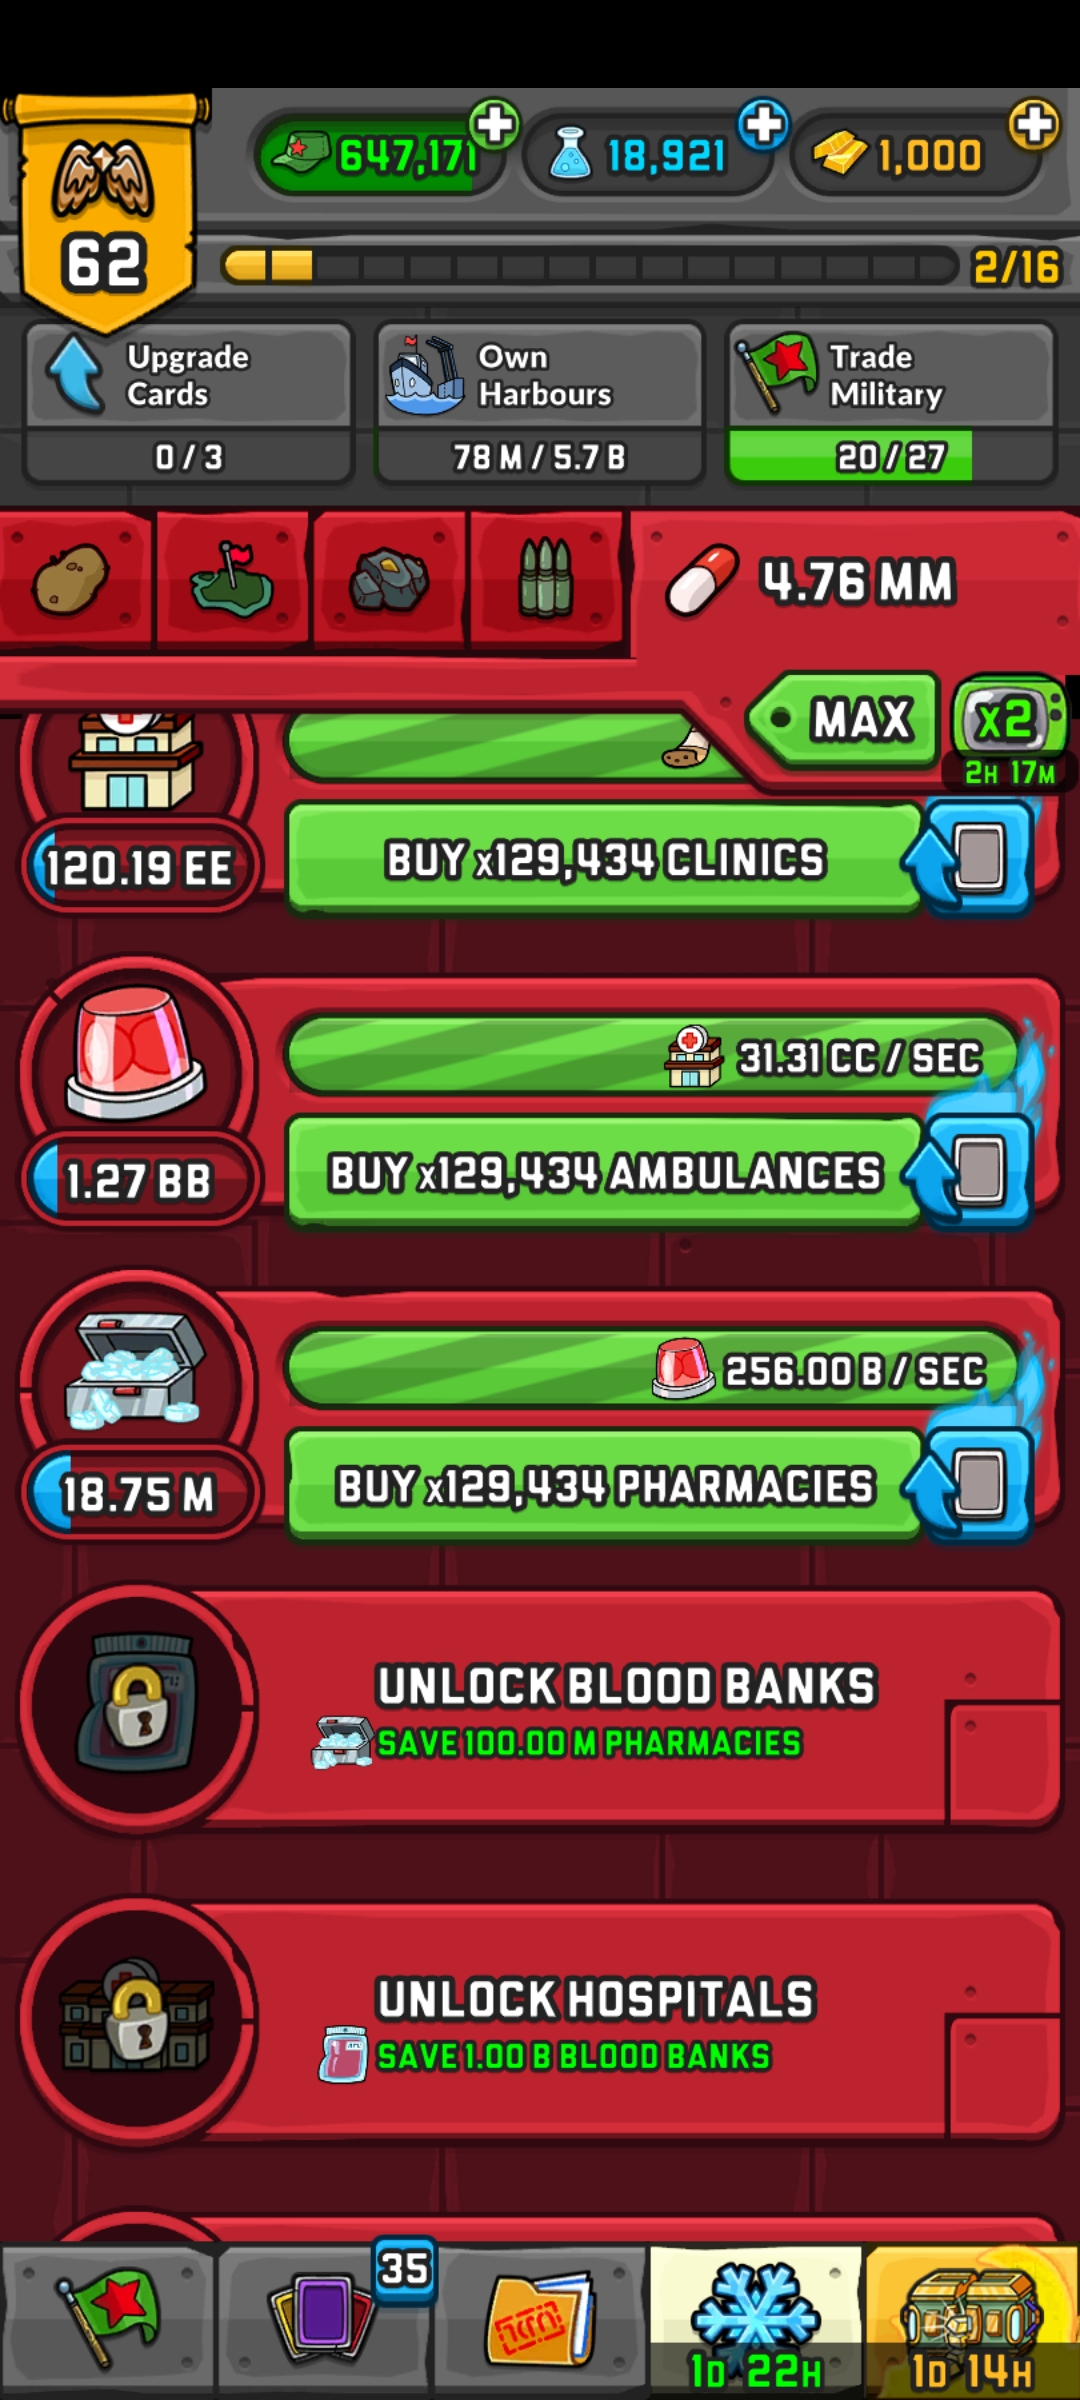 647,171
18,921
1,000
62
2/16
Upgrade
Cards
0 / 3
Own
Harbours
78 M / 5.7 B
Trade
Military
20 / 27
4.76 MM
MAX
x2
2H 17M
120.19 EE
BUY x129,434 CLINICS
31.31 CC / SEC
1.27 BB
BUY x129,434 AMBULANCES
256.00 B / SEC
18.75 M
BUY x129,434 PHARMACIES
UNLOCK BLOOD BANKS
SAVE 100.00 M PHARMACIES
UNLOCK HOSPITALS
SAVE 1.00 B BLOOD BANKS
35
1D 22H
1D 14H